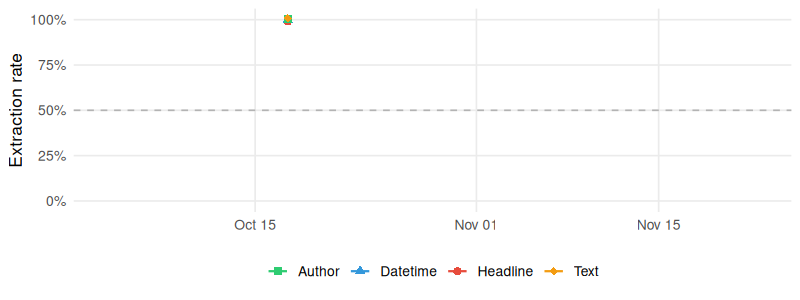 100%
75%
50%
25%
0%
Extraction rate
Oct 15 Nov 01 Nov 15
Author Datetime Headline Text